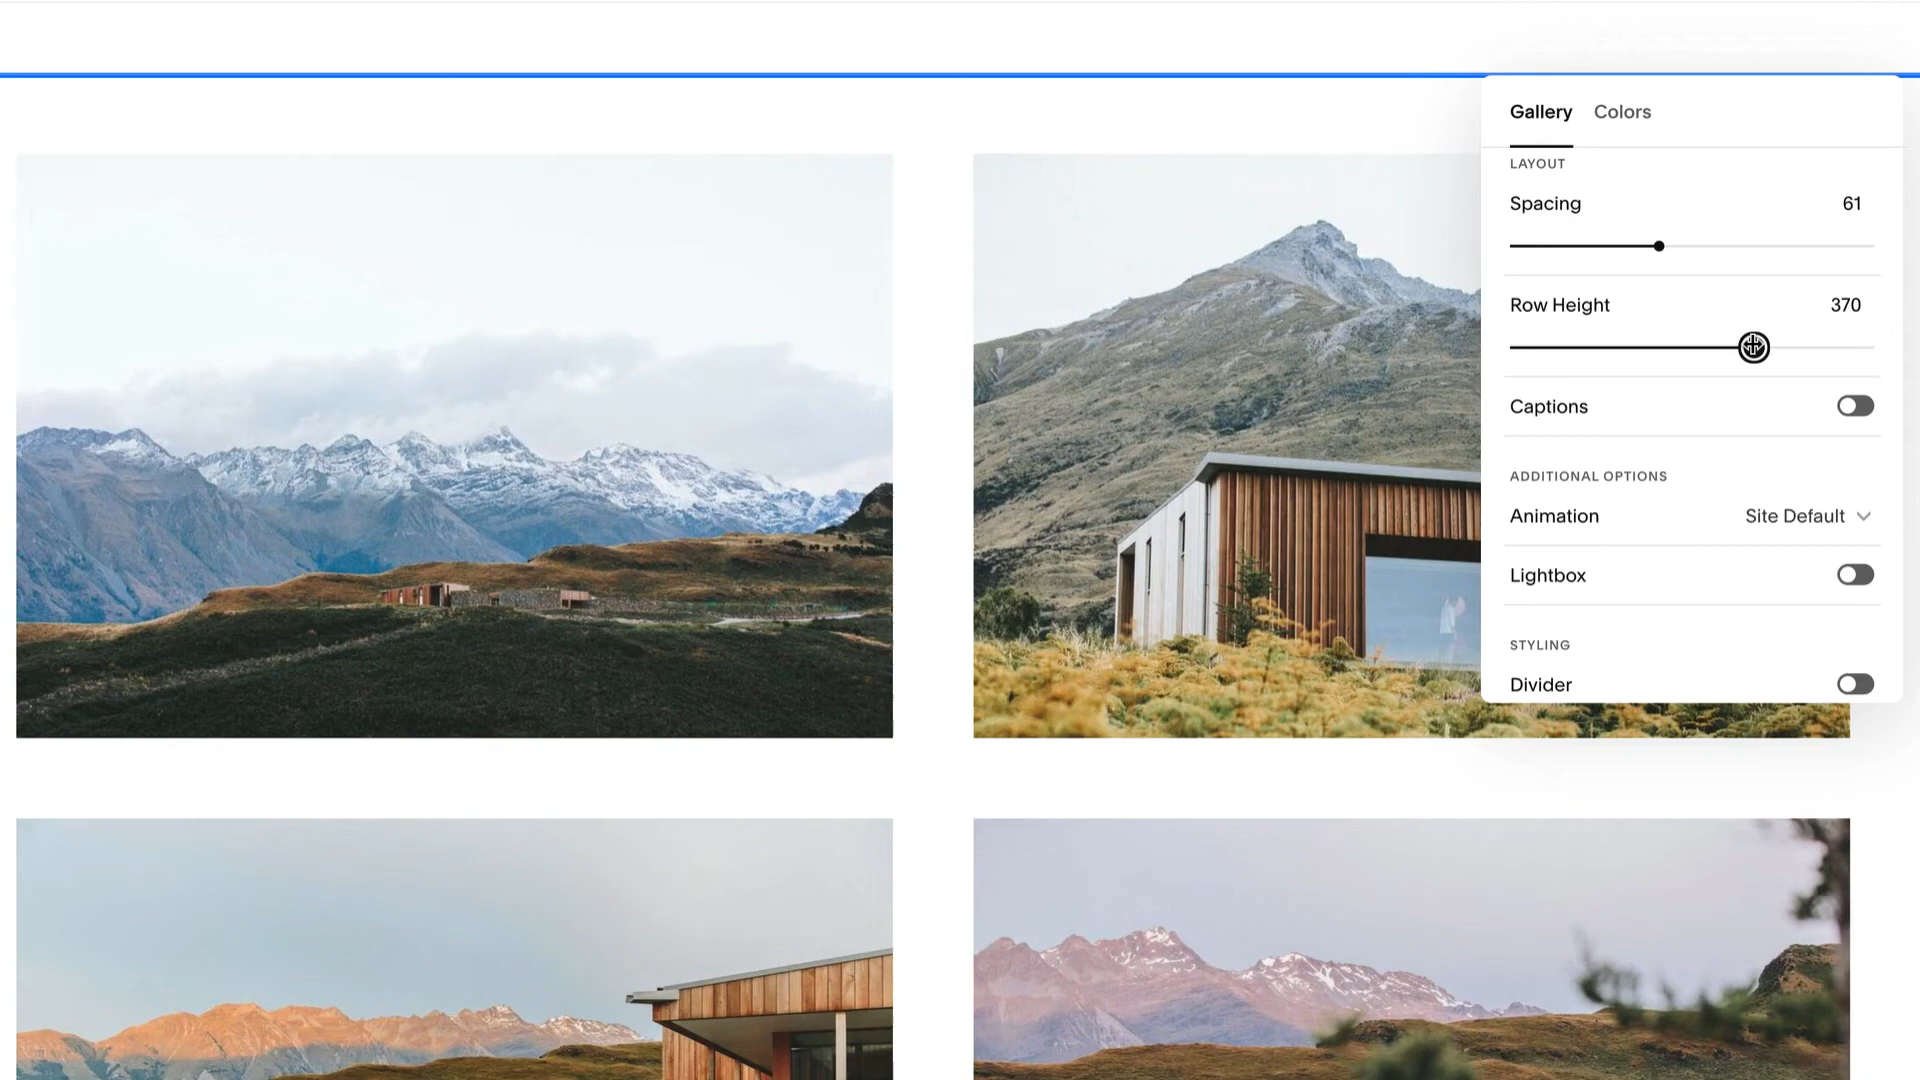 Gallery Colors
LAYOUT
Spacing 61
Row Height 370
Captions
ADDITIONAL OPTIONS
Animation Site Default
Lightbox
STYLING
Divider